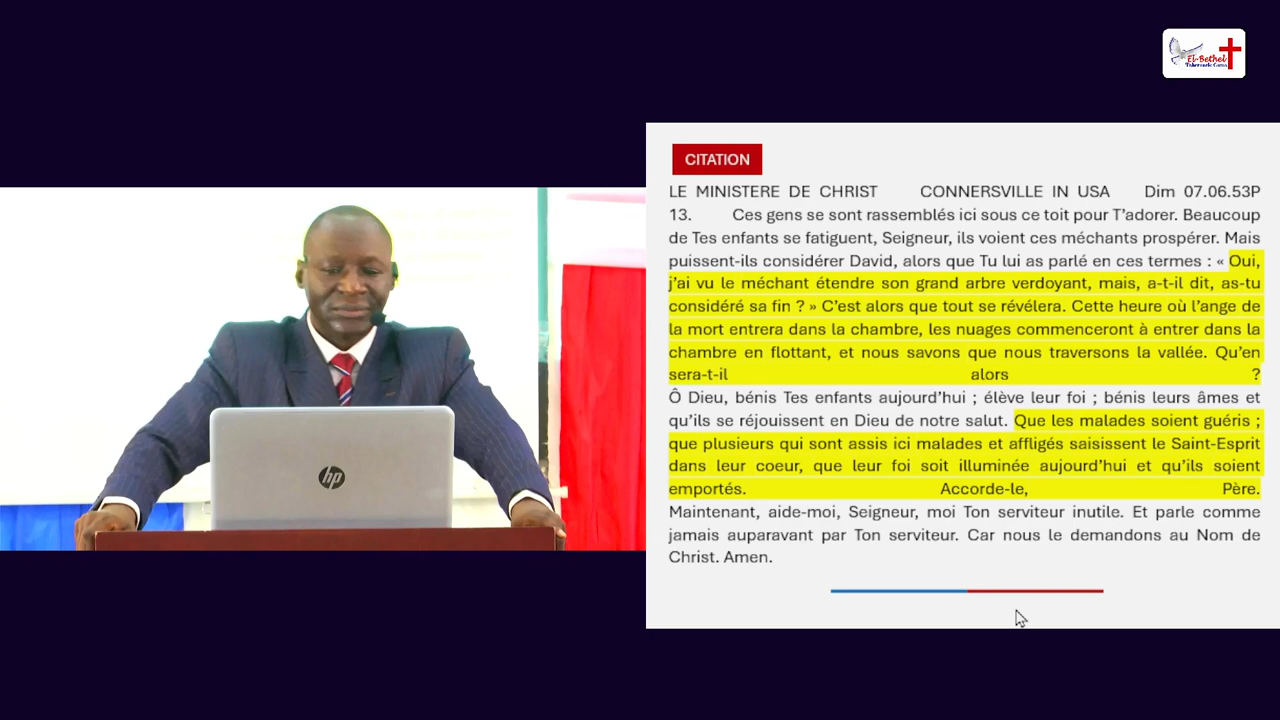 El-Bethel
CITATION
LE MINISTERE DE CHRIST CONNERSVILLE IN USA Dim 07.06.53P
13. Ces gens se sont rassemblés ici sous ce toit pour T’adorer. Beaucoup
de Tes enfants se fatiguent, Seigneur, ils voient ces méchants prospérer. Mais
puissent-ils considérer David, alors que Tu lui as parlé en ces termes : « Oui,
j’ai vu le méchant étendre son grand arbre verdoyant, mais, a-t-il dit, as-tu
considéré sa fin ? » C’est alors que tout se révélera. Cette heure où l’ange de
la mort entrera dans la chambre, les nuages commenceront à entrer dans la
chambre en flottant, et nous savons que nous traversons la vallée. Qu’en
sera-t-il alors ?
Ô Dieu, bénis Tes enfants aujourd’hui ; élève leur foi ; bénis leurs âmes et
qu’ils se réjouissent en Dieu de notre salut. Que les malades soient guéris ;
que plusieurs qui sont assis ici malades et affligés saisissent le Saint-Esprit
dans leur coeur, que leur foi soit illuminée aujourd’hui et qu’ils soient
emportés. Accorde-le, Père.
Maintenant, aide-moi, Seigneur, moi Ton serviteur inutile. Et parle comme
jamais auparavant par Ton serviteur. Car nous le demandons au Nom de
Christ. Amen.
hp